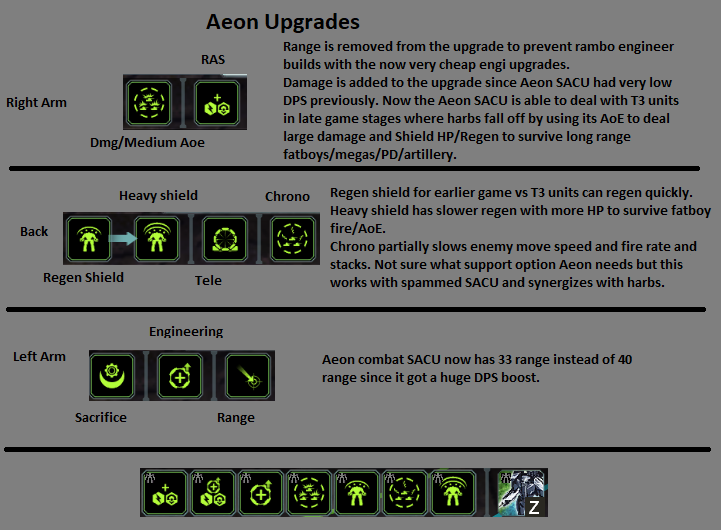 Aeon Upgrades
RAS
Right Arm
Dmg/Medium Aoe
Range is removed from the upgrade to prevent rambo engineer
builds with the now very cheap engi upgrades.
Damage is added to the upgrade since Aeon SACU had very low
DPS previously. Now the Aeon SACU is able to deal with T3 units
in late game stages where harbs fall off by using its AoE to deal
large damage and Shield HP/Regen to survive long range
fatboys/megas/PD/artillery.
Heavy shield
Chrono
Back
Regen Shield
Tele
Regen shield for earlier game vs T3 units can regen quickly.
Heavy shield has slower regen with more HP to survive fatboy
fire/AoE.
Chrono partially slows enemy move speed and fire rate and
stacks. Not sure what support option Aeon needs but this
works with spammed SACU and synergizes with harbs.
Engineering
Left Arm
Sacrifice
Range
Aeon combat SACU now has 33 range instead of 40
range since it got a huge DPS boost.
Z